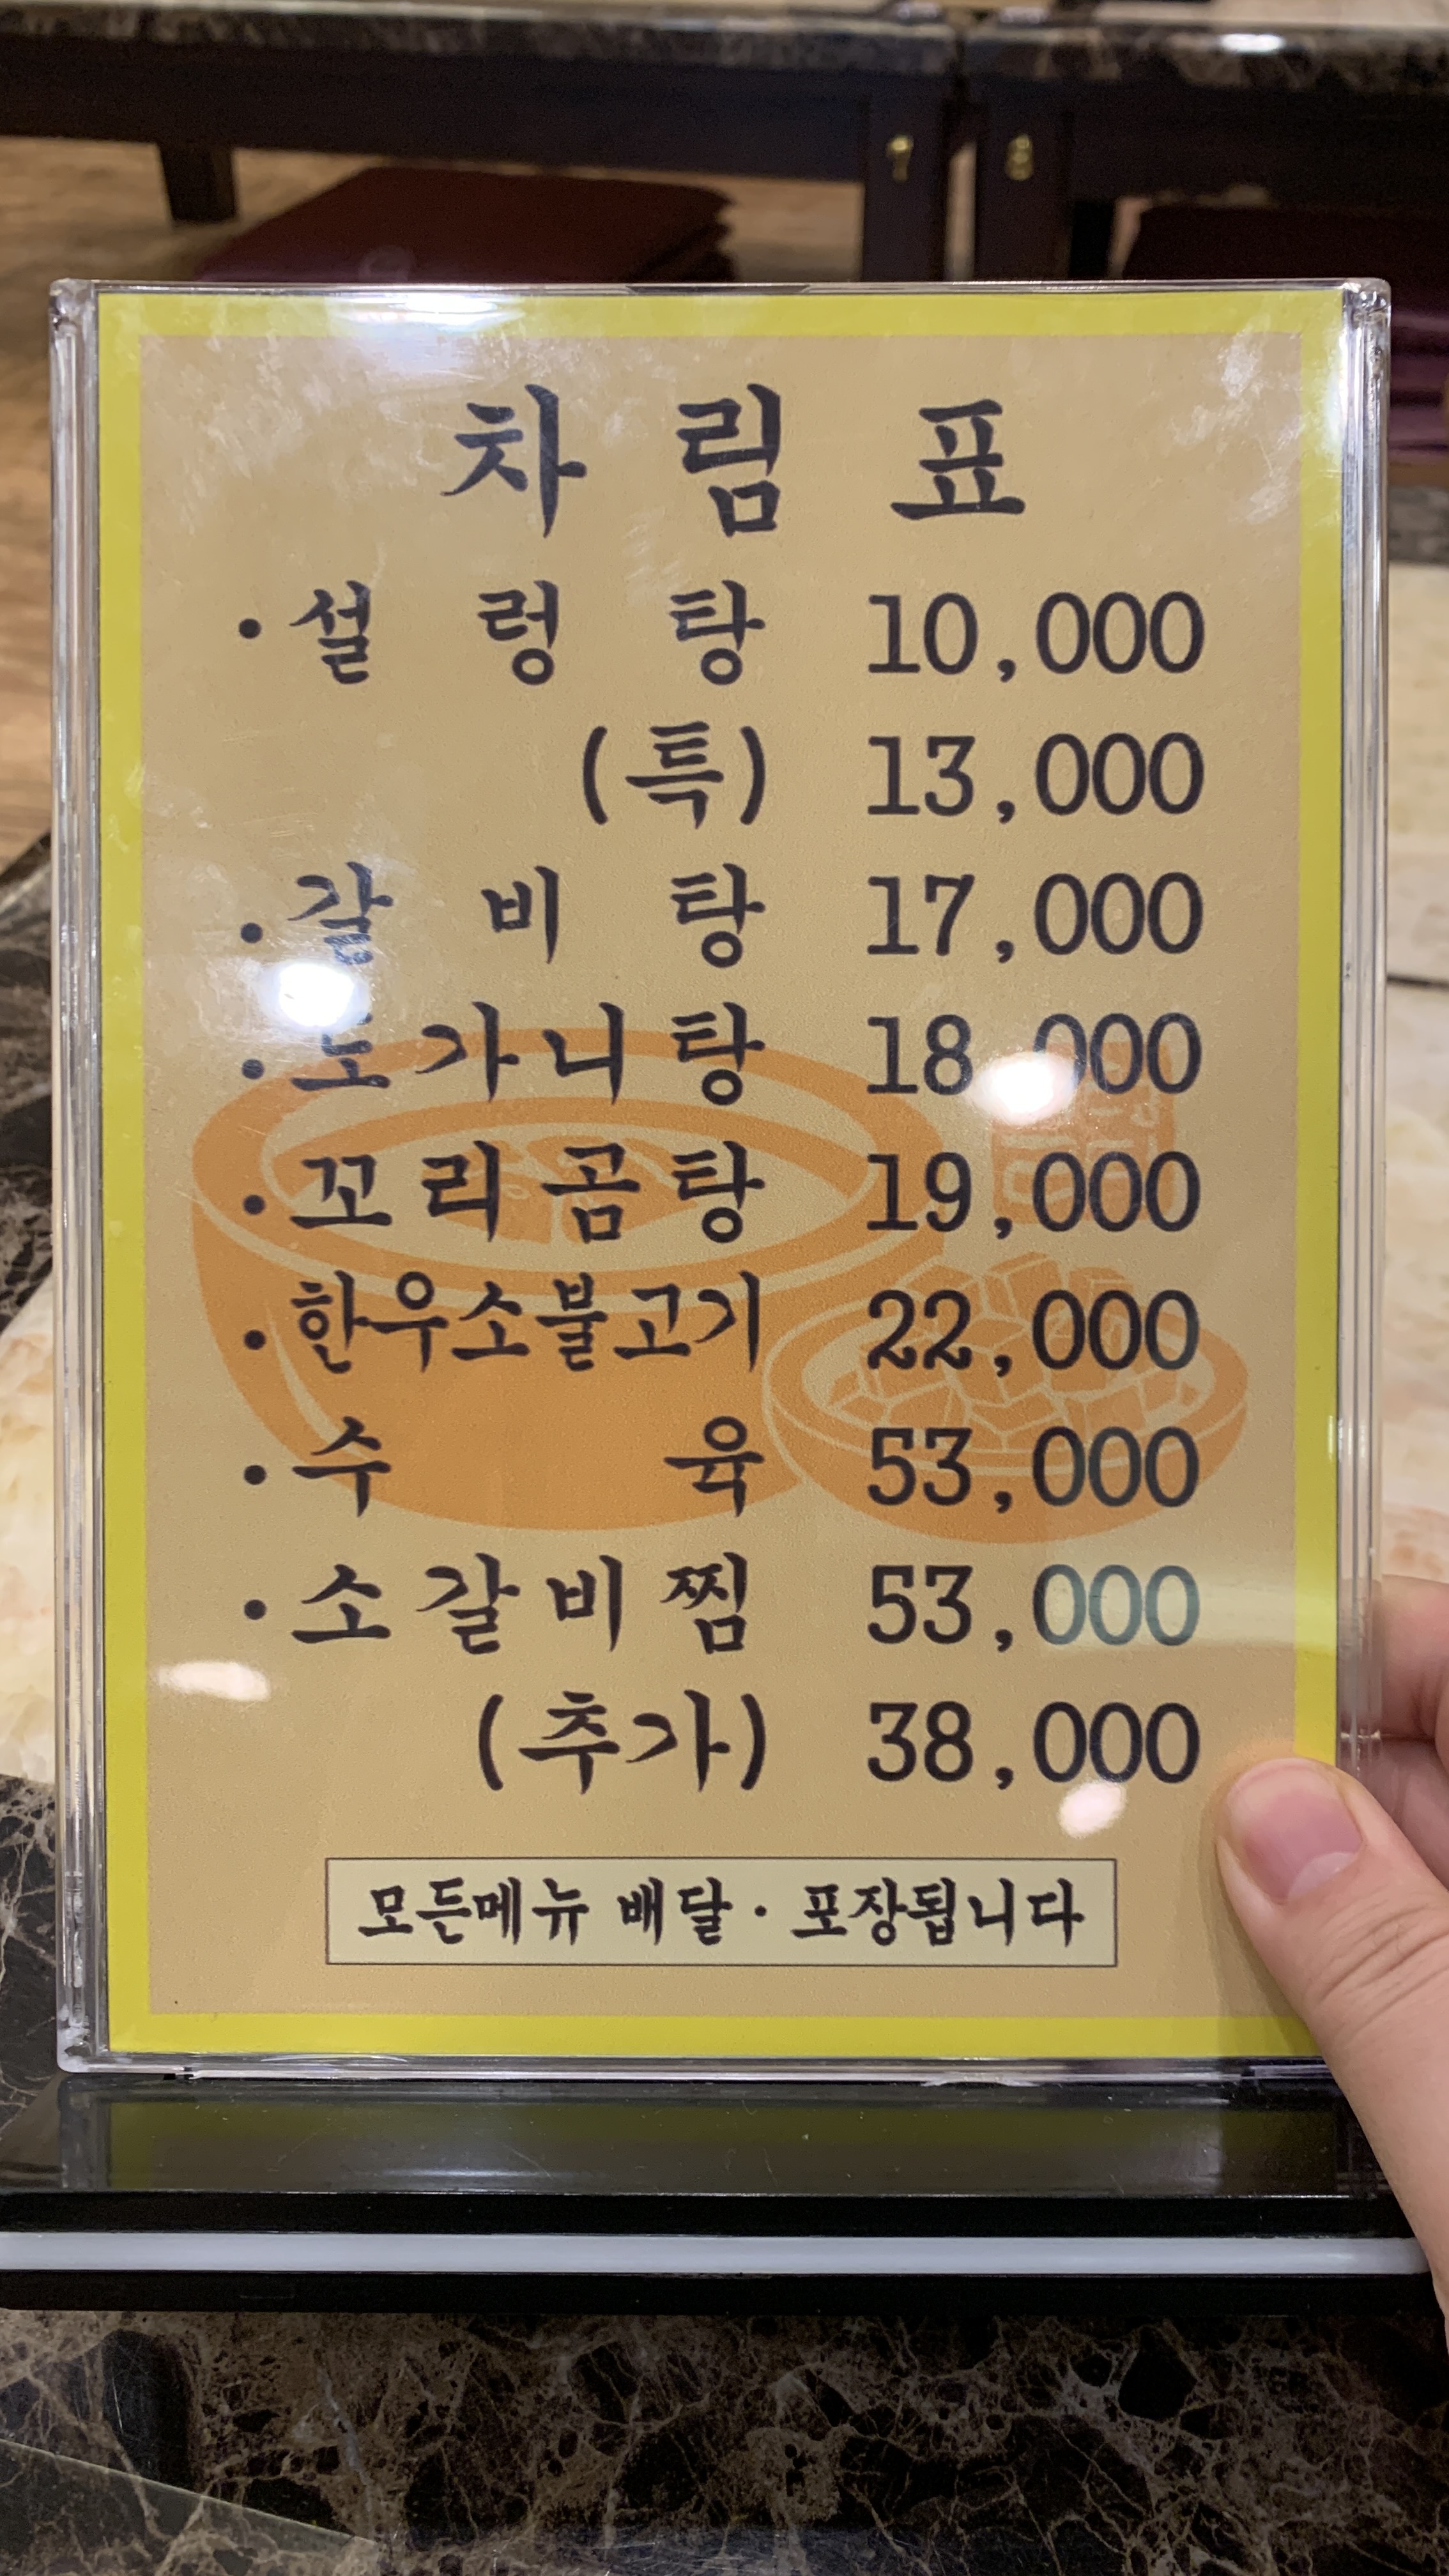 7 8
차 림 표
· 설 렁 탕 10,000
(특) 13,000
· 갈 비 탕 17,000
· 도 가 니 탕 18,000
· 꼬 리 곰 탕 19,000
· 한우소불고기 22,000
· 수 육 53,000
· 소 갈 비 찜 53,000
(추가) 38,000
모든메뉴 배달 · 포장됩니다